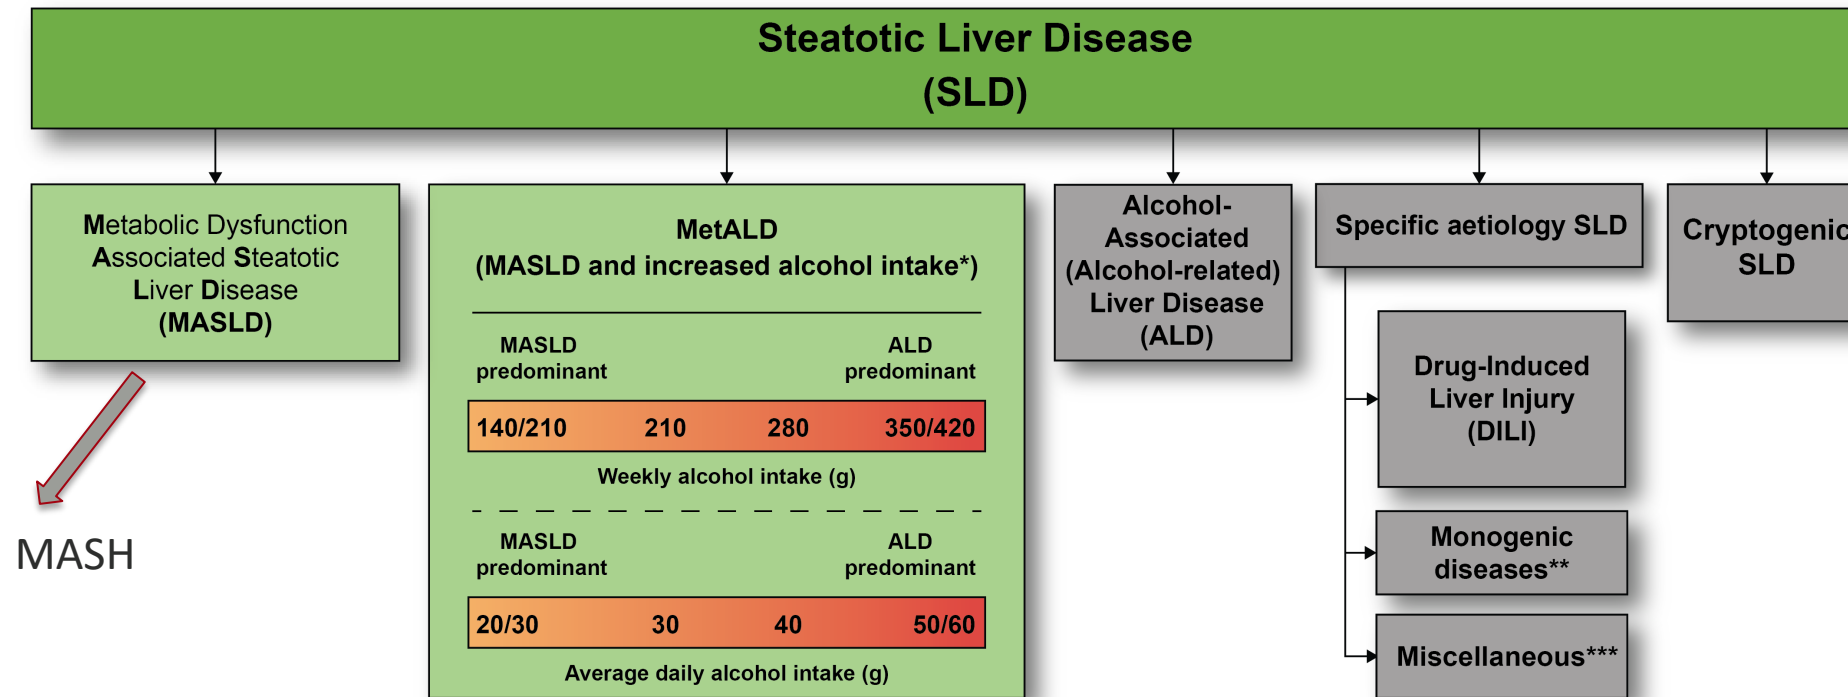 Steatotic Liver Disease
(SLD)
Metabolic Dysfunction
Associated Steatotic
Liver Disease
(MASLD)
MASH
MetALD
(MASLD and increased alcohol intake*)
MASLD predominant
ALD predominant
140/210 210 280 350/420
Weekly alcohol intake (g)
MASLD predominant
ALD predominant
20/30 30 40 50/60
Average daily alcohol intake (g)
Alcohol-
Associated
(Alcohol-related)
Liver Disease
(ALD)
Specific aetiology SLD
Drug-Induced
Liver Injury
(DILI)
Monogenic
diseases**
Miscellaneous***
Cryptogenic
SLD